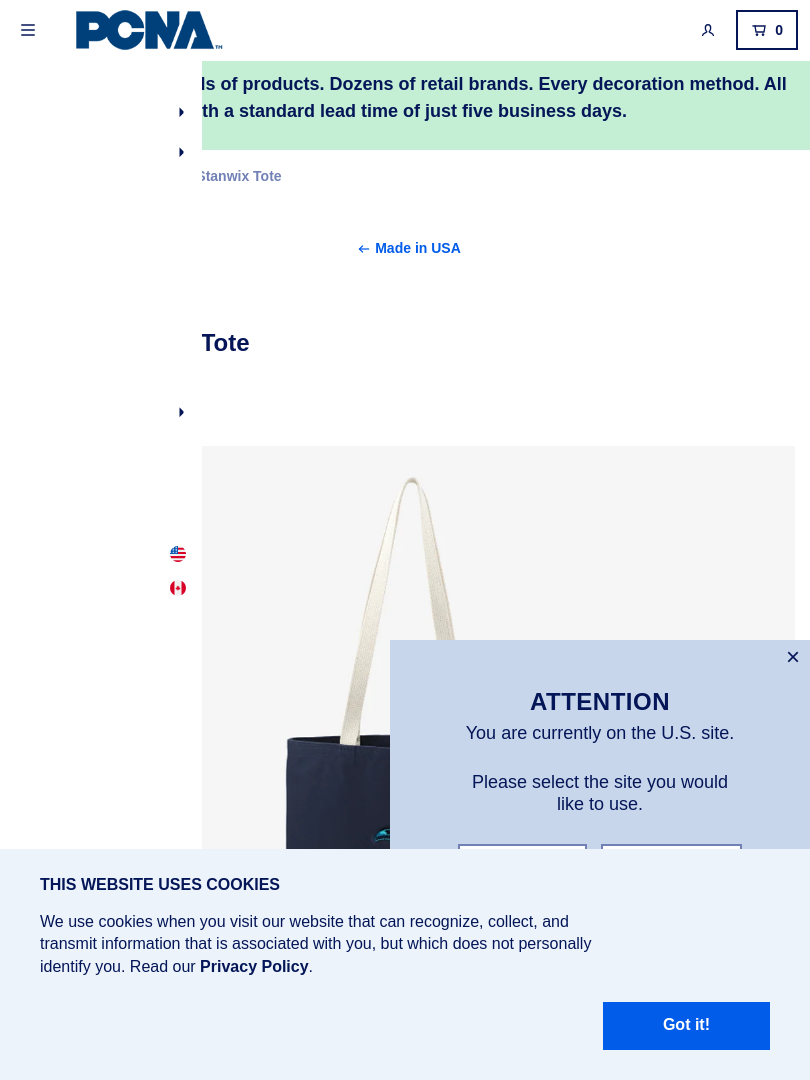 PCNA™
0
of products. Dozens of retail brands. Every decoration method. All
a standard lead time of just five business days.
Stanwix Tote
← Made in USA
Tote
×
ATTENTION
You are currently on the U.S. site.
Please select the site you would
like to use.
THIS WEBSITE USES COOKIES
We use cookies when you visit our website that can recognize, collect, and
transmit information that is associated with you, but which does not personally
identify you. Read our Privacy Policy.
Got it!